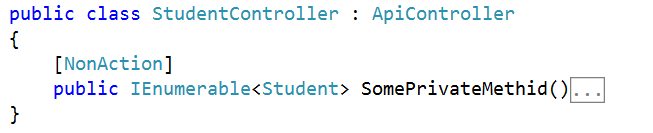 public class StudentController : ApiController
{
[NonAction]
public IEnumerable<Student> SomePrivateMethid()...
}